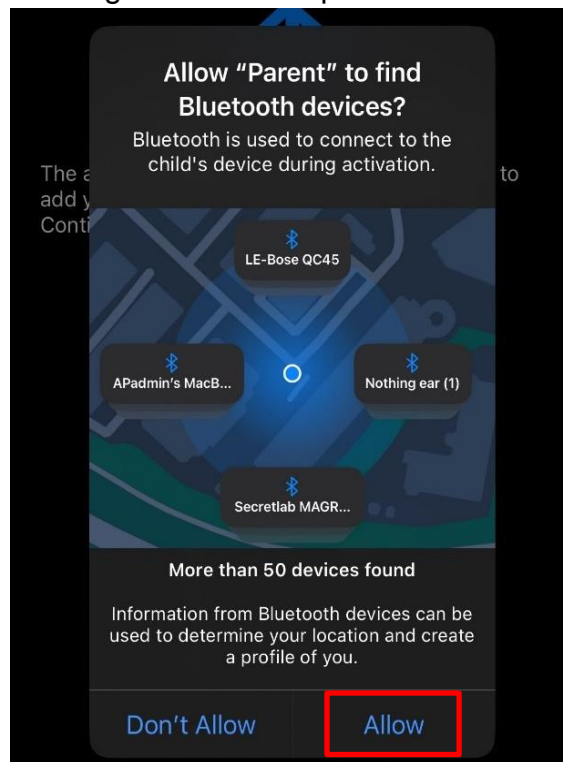 Allow “Parent” to find
Bluetooth devices?
Bluetooth is used to connect to the
child's device during activation.
The a
to
add y
Conti
LE-Bose QC45
APadmin’s MacB...
Nothing ear (1)
Secretlab MAGR...
More than 50 devices found
Information from Bluetooth devices can be
used to determine your location and create
a profile of you.
Don’t Allow
Allow